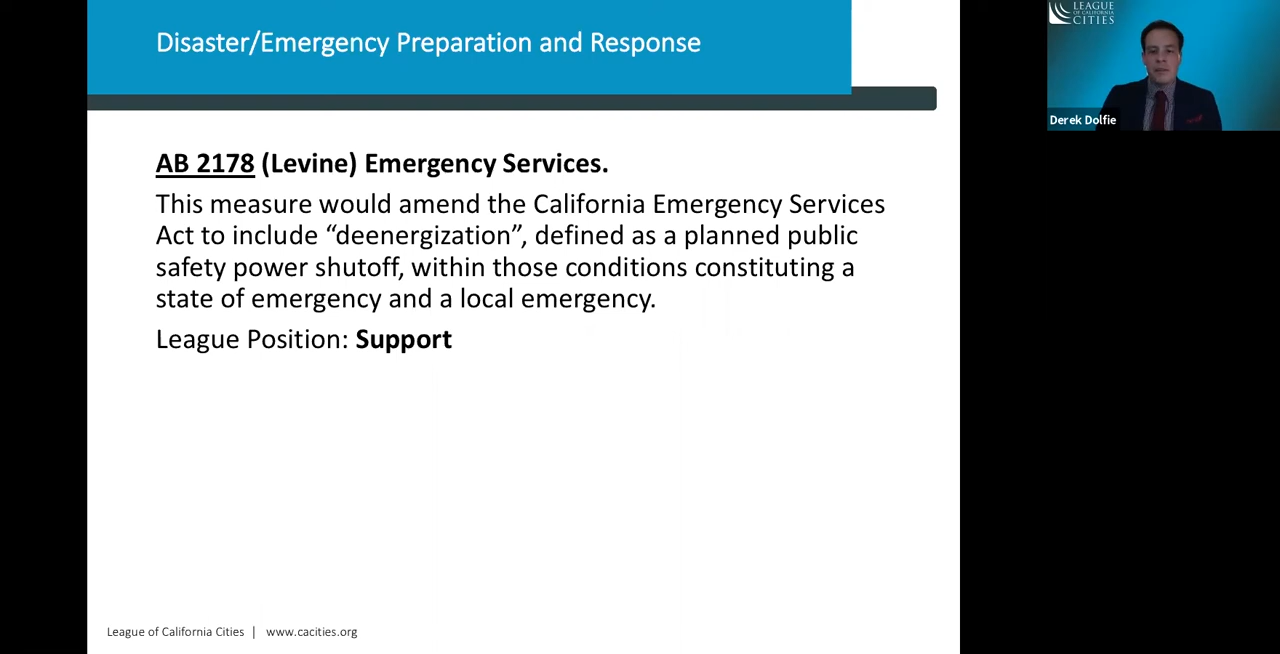 Disaster/Emergency Preparation and Response
LEAGUE
OF CALIFORNIA
CITIES
Derek Dolfie
AB 2178 (Levine) Emergency Services.
This measure would amend the California Emergency Services
Act to include “deenergization”, defined as a planned public
safety power shutoff, within those conditions constituting a
state of emergency and a local emergency.
League Position: Support
League of California Cities | www.cacities.org